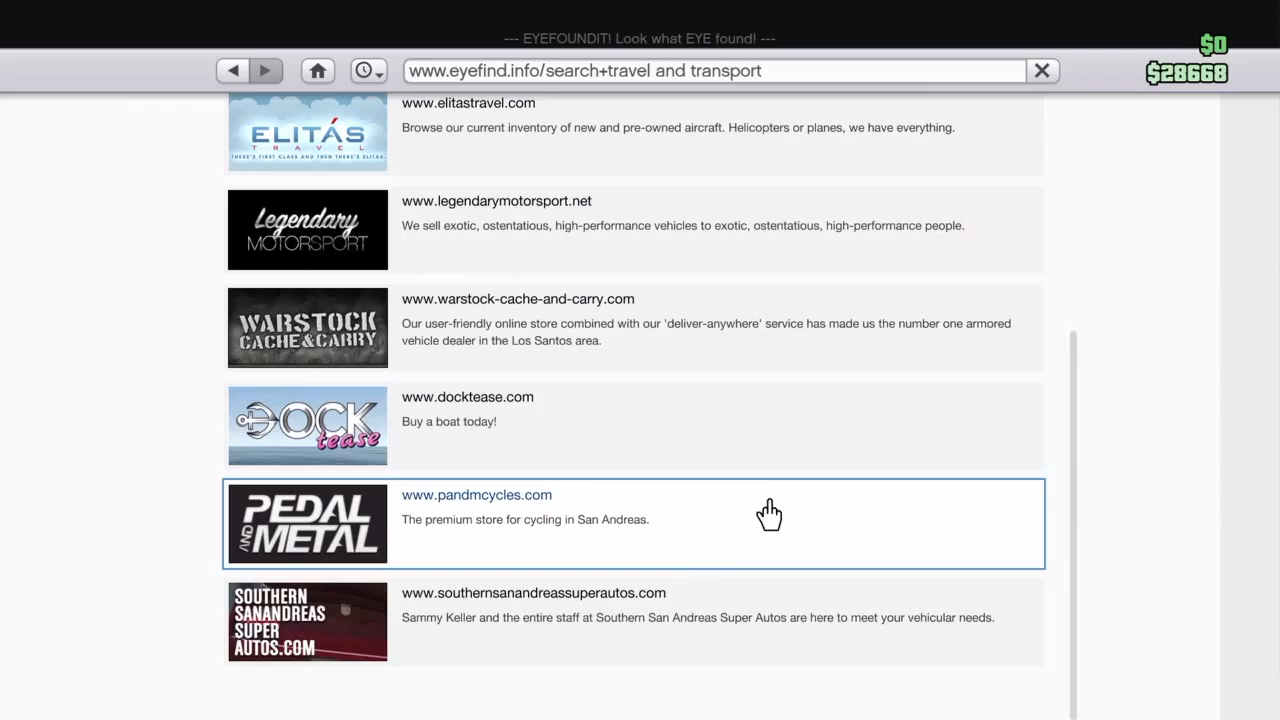 --- EYEFOUNDIT! Look what EYE found! ---
$0
www.eyefind.info/search+travel and transport
$28668
ELITÁS
TRAVEL
THERE'S FIRST CLASS AND THEN THERE'S ELITAS.
www.elitastravel.com
Browse our current inventory of new and pre-owned aircraft. Helicopters or planes, we have everything.
Legendary
MOTORSPORT
www.legendarymotorsport.net
We sell exotic, ostentatious, high-performance vehicles to exotic, ostentatious, high-performance people.
WARSTOCK
CACHE&CARRY
www.warstock-cache-and-carry.com
Our user-friendly online store combined with our 'deliver-anywhere' service has made us the number one armored
vehicle dealer in the Los Santos area.
DOCK
tease
www.docktease.com
Buy a boat today!
PEDAL
AND METAL
www.pandmcycles.com
The premium store for cycling in San Andreas.
SOUTHERN
SANANDREAS
SUPER
AUTOS.COM
www.southernsanandreassuperautos.com
Sammy Keller and the entire staff at Southern San Andreas Super Autos are here to meet your vehicular needs.